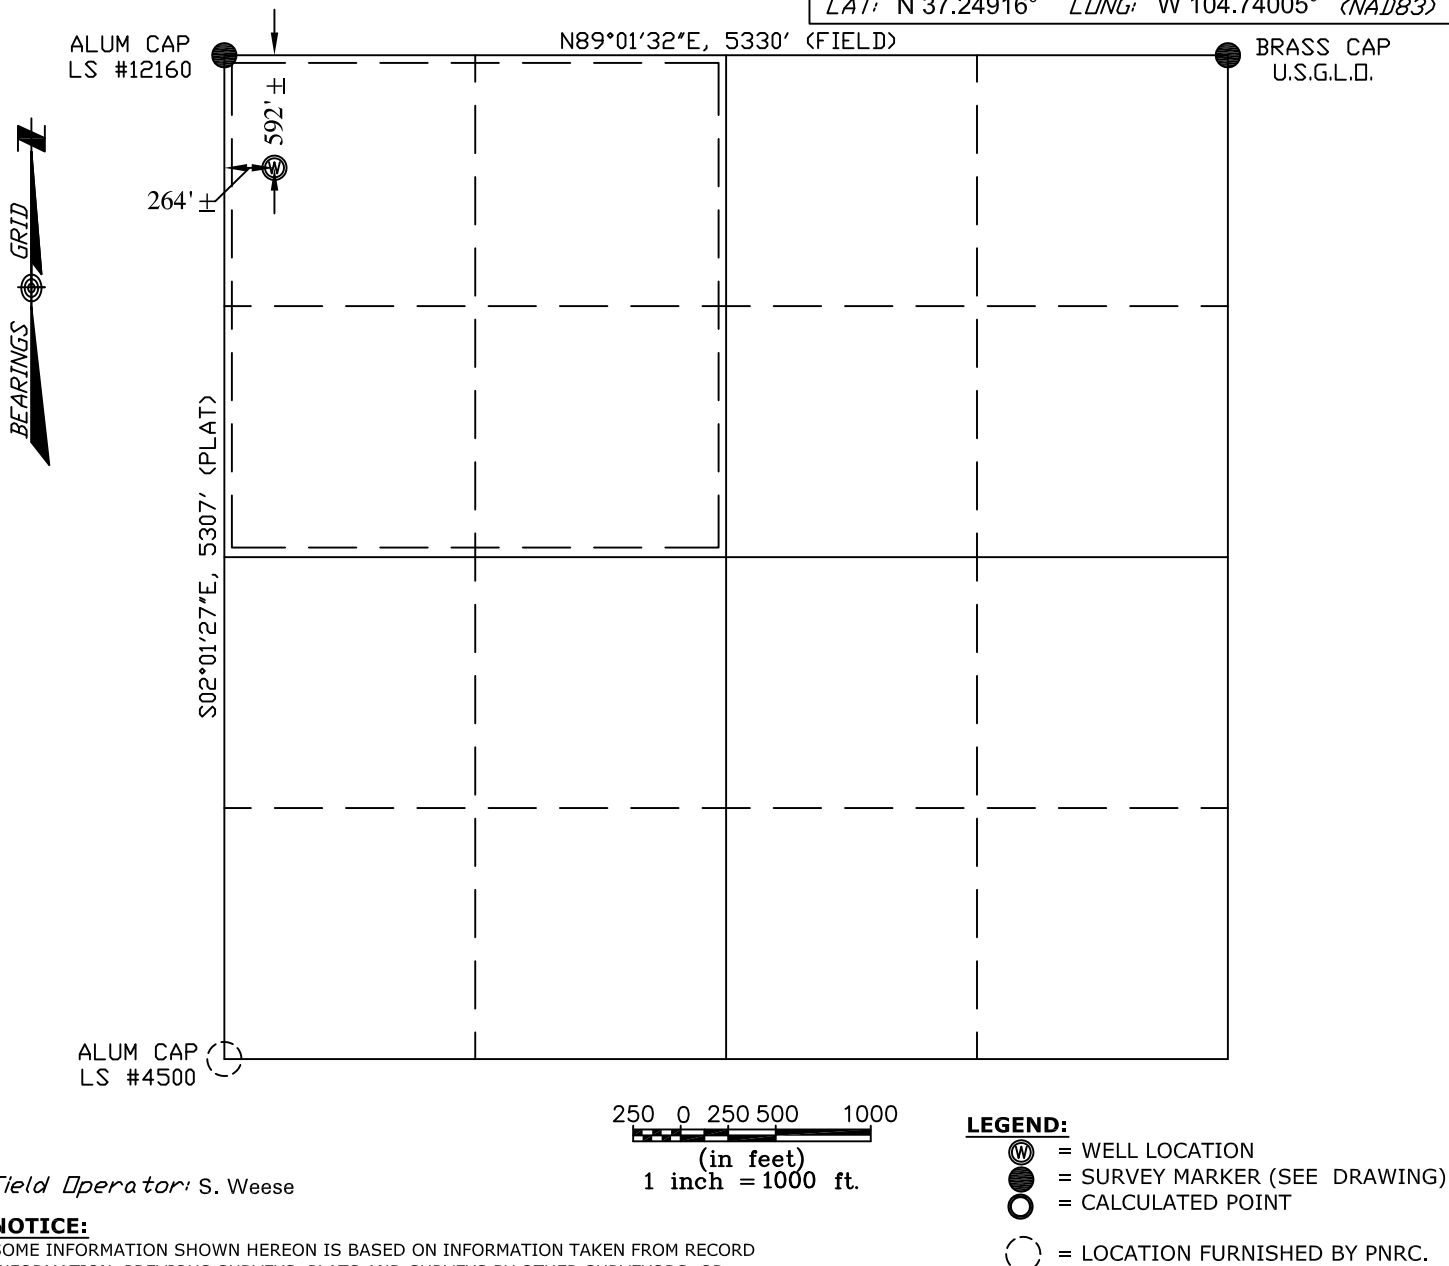 LAT: N 37.24916° LONG: W 104.74005° (NAD83)
N89°01'32"E, 5330' (FIELD)
ALUM CAP
LS #12160
BRASS CAP
U.S.G.L.O.
592' ±
264' ±
BEARINGS GRID
S02°01'27"E, 5307' (PLAT)
ALUM CAP
LS #4500
250 0 250 500 1000
(in feet)
1 inch = 1000 ft.
LEGEND:
W = WELL LOCATION
= SURVEY MARKER (SEE DRAWING)
= CALCULATED POINT
= LOCATION FURNISHED BY PNRC.
Field Operator: S. Weese
NOTICE:
SOME INFORMATION SHOWN HEREON IS BASED ON INFORMATION TAKEN FROM RECORD